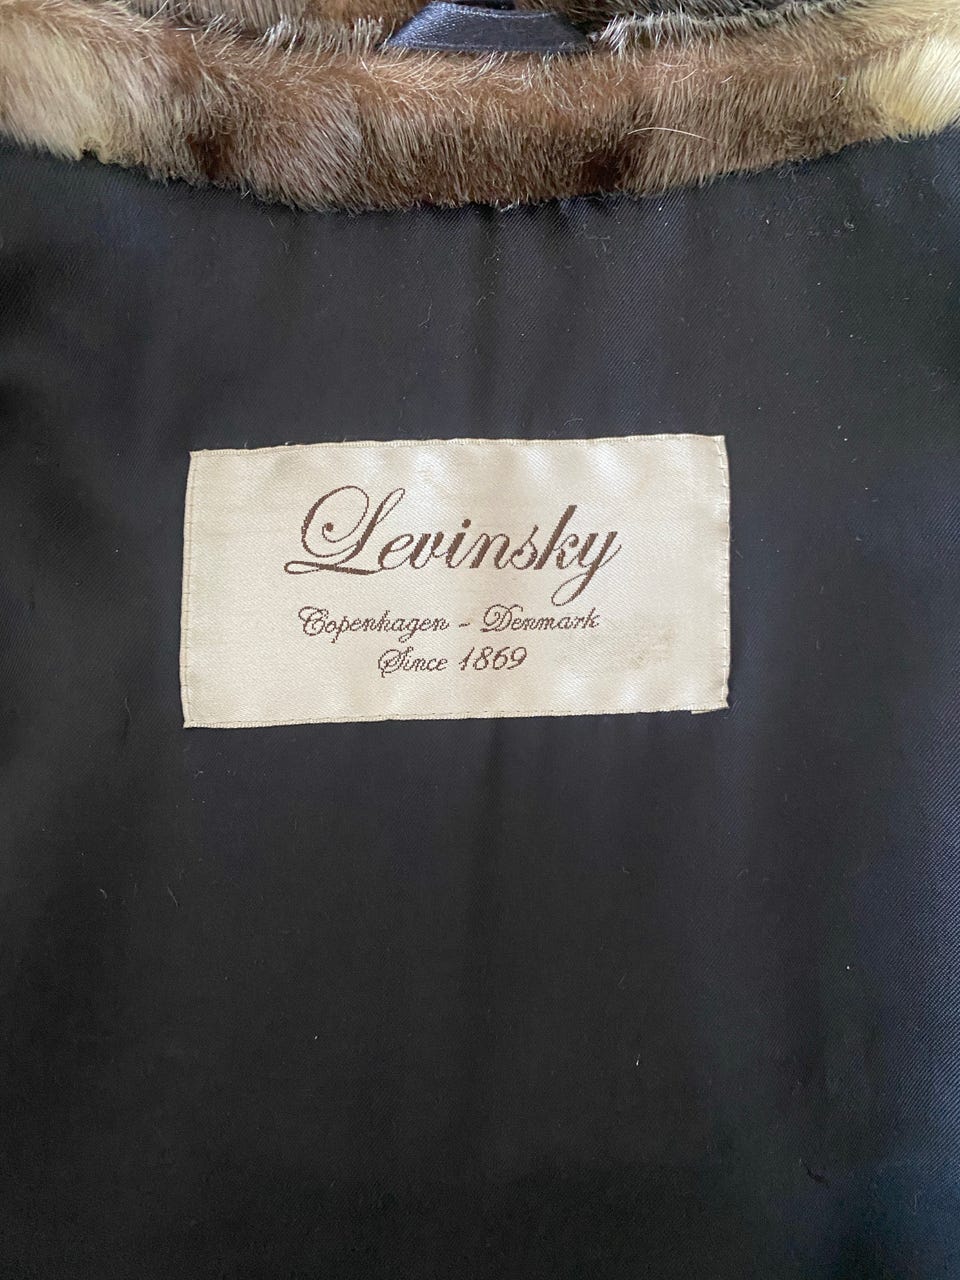 Levinsky
Copenhagen - Denmark
Since 1869